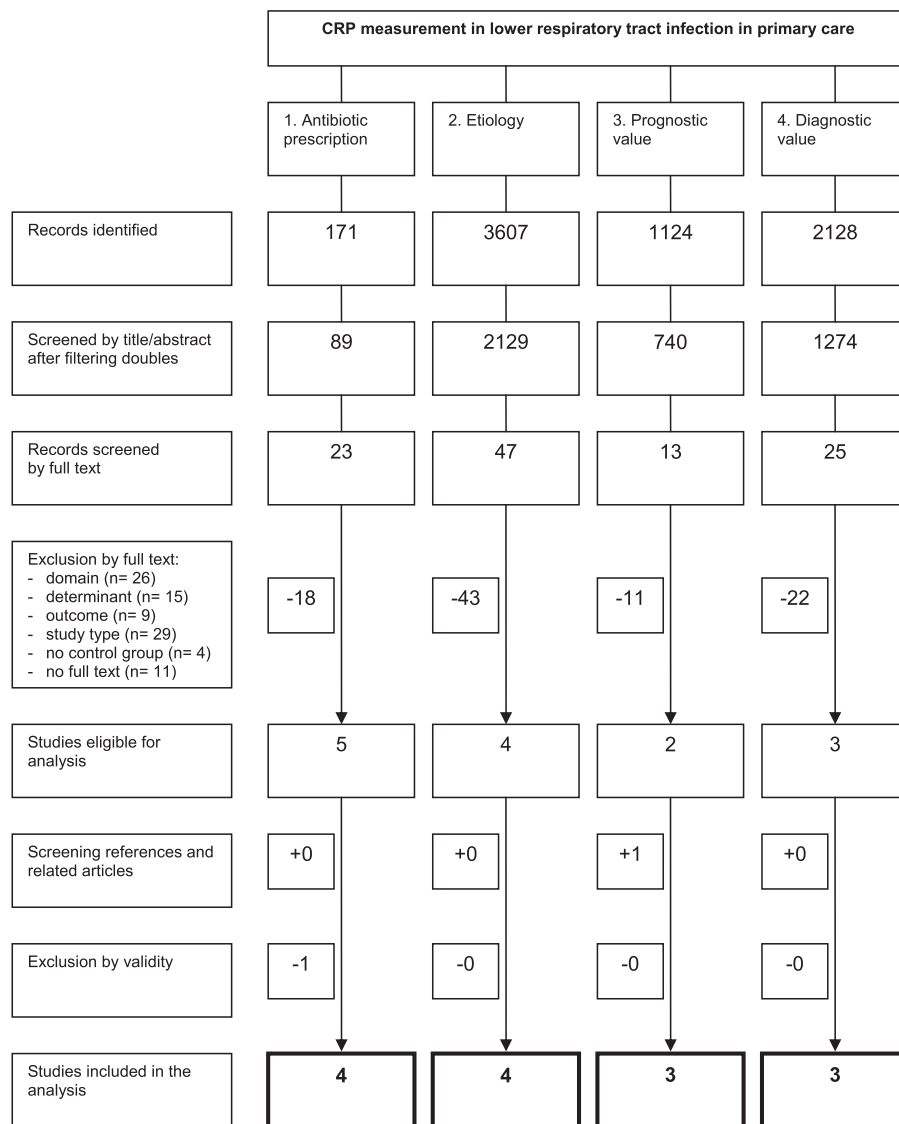 CRP measurement in lower respiratory tract infection in primary care
1. Antibiotic
prescription
2. Etiology
3. Prognostic
value
4. Diagnostic
value
Records identified
171
3607
1124
2128
Screened by title/abstract
after filtering doubles
89
2129
740
1274
Records screened
by full text
23
47
13
25
Exclusion by full text:
- domain (n= 26)
- determinant (n= 15)
- outcome (n= 9)
- study type (n= 29)
- no control group (n= 4)
- no full text (n= 11)
-18
-43
-11
-22
Studies eligible for
analysis
5
4
2
3
Screening references and
related articles
+0
+0
+1
+0
Exclusion by validity
-1
-0
-0
-0
Studies included in the
analysis
4
4
3
3